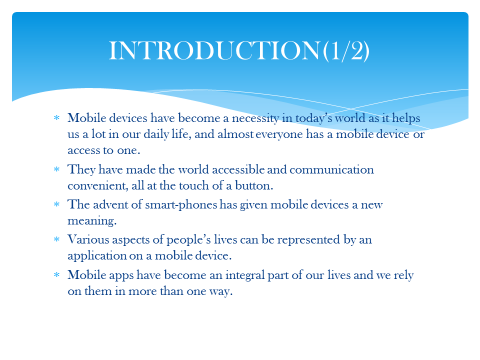 INTRODUCTION(1/2)
* Mobile devices have become a necessity in today's world as it helps
us a lot in our daily life, and almost everyone has a mobile device or
access to one.
* They have made the world accessible and communication
convenient, all at the touch of a button.
* The advent of smart-phones has given mobile devices a new
meaning.
* Various aspects of people's lives can be represented by an
application on a mobile device.
* Mobile apps have become an integral part of our lives and we rely
on them in more than one way.